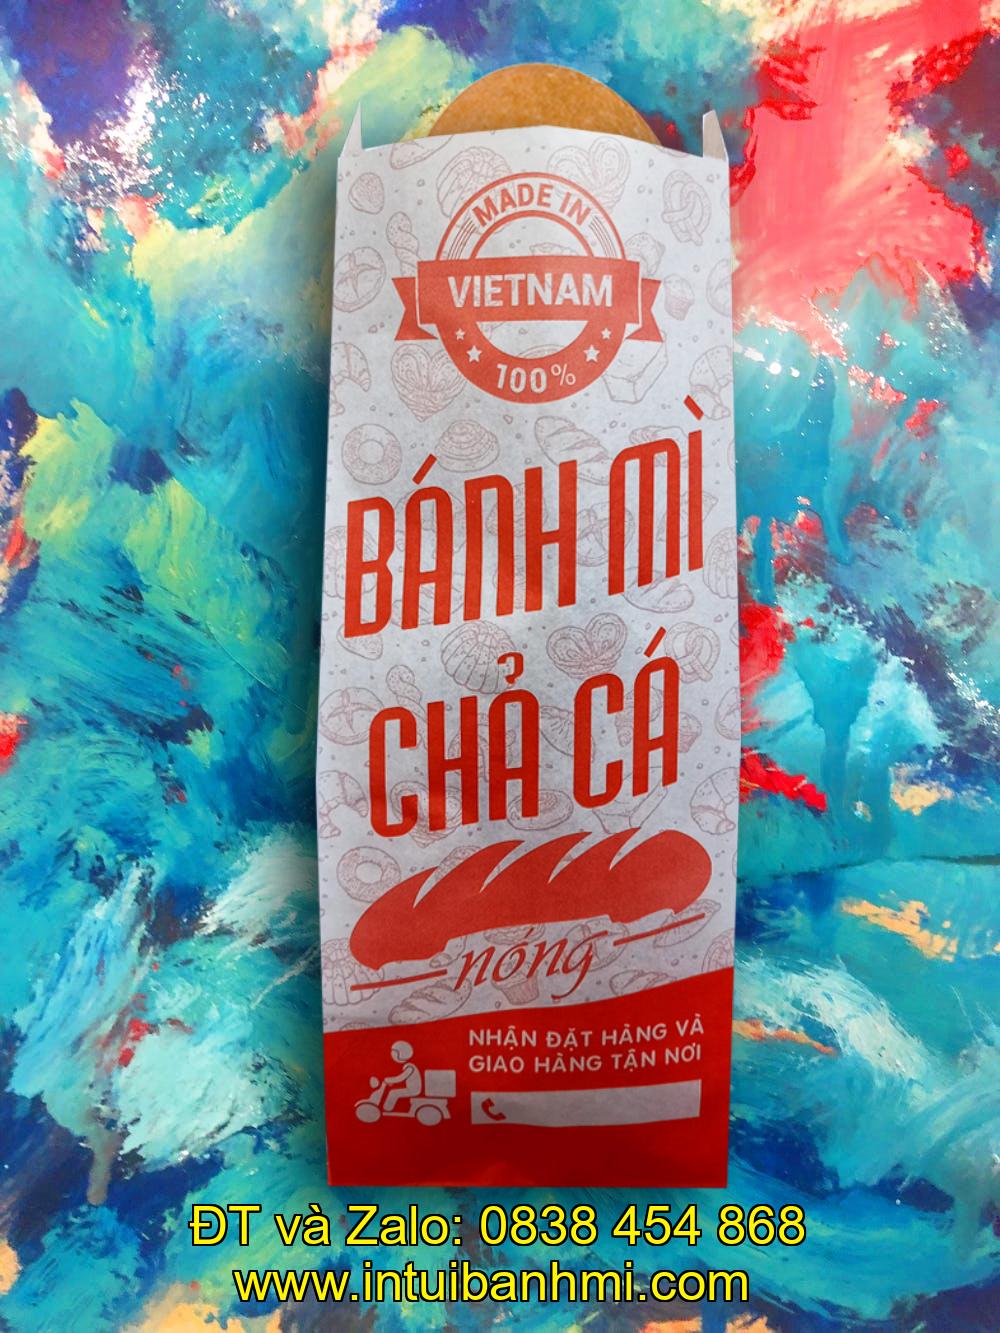 MADE IN
VIETNAM
100%
BÁNH MÌ
CHẢ CÁ
nóng
NHẬN ĐẶT HÀNG VÀ
GIAO HÀNG TẬN NƠI
ĐT và Zalo: 0838 454 868
www.intuibanhmi.com